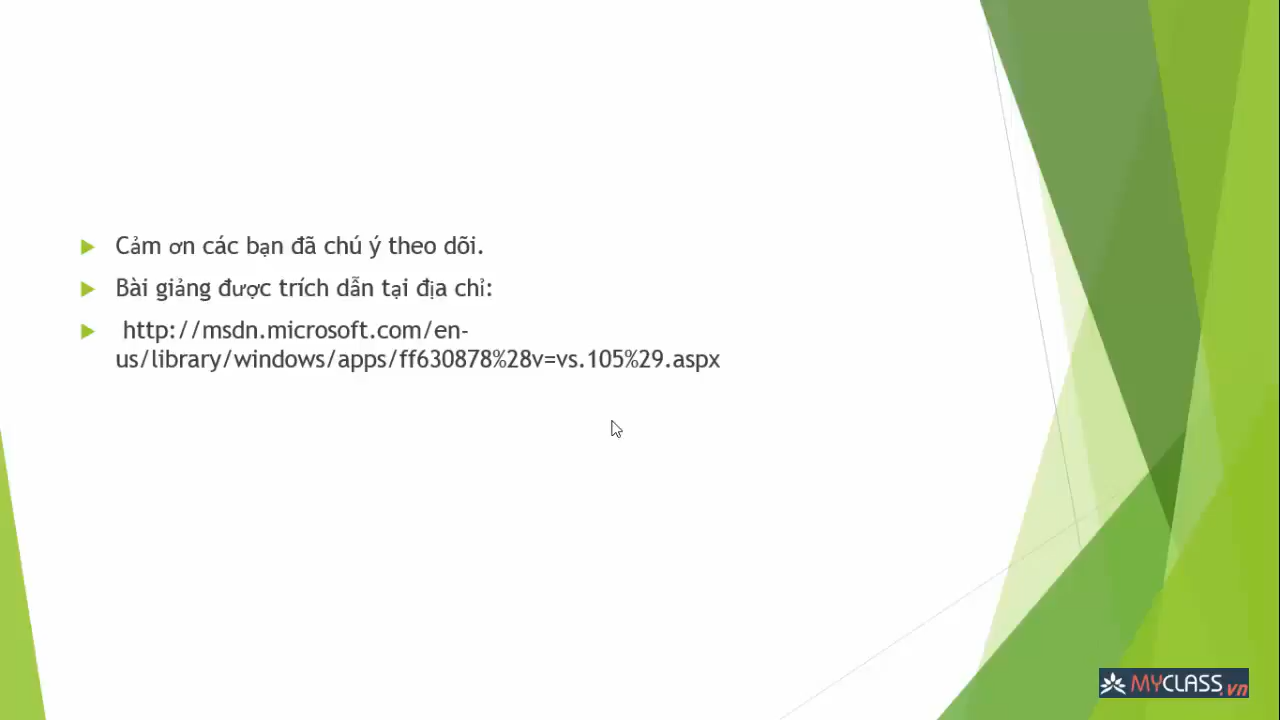 Cảm ơn các bạn đã chú ý theo dõi.
Bài giảng được trích dẫn tại địa chỉ:
http://msdn.microsoft.com/en-
us/library/windows/apps/ff630878%28v=vs.105%29.aspx
MYCLASS.vn